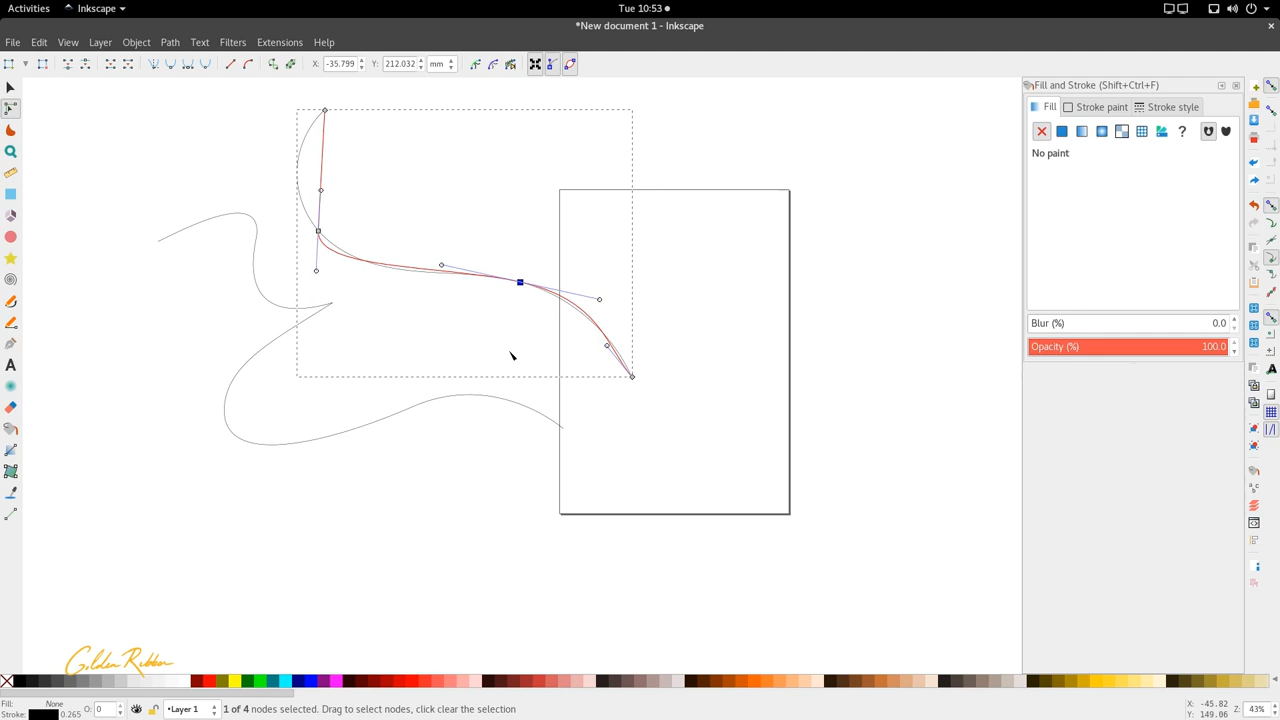 Activities Inkscape Tue 10:53
*New document 1 - Inkscape
File Edit View Layer Object Path Text Filters Extensions Help
X: -35.799 Y: 212.032 mm
Fill and Stroke (Shift+Ctrl+F)
Fill Stroke paint Stroke style
?
No paint
Blur (%) 0.0
Opacity (%) 100.0
Golden Ribbon
Fill: None
Stroke: 0.265
O: 0
•Layer 1
1 of 4 nodes selected. Drag to select nodes, click clear the selection
X: -45.82
Y: 149.06
Z: 43%